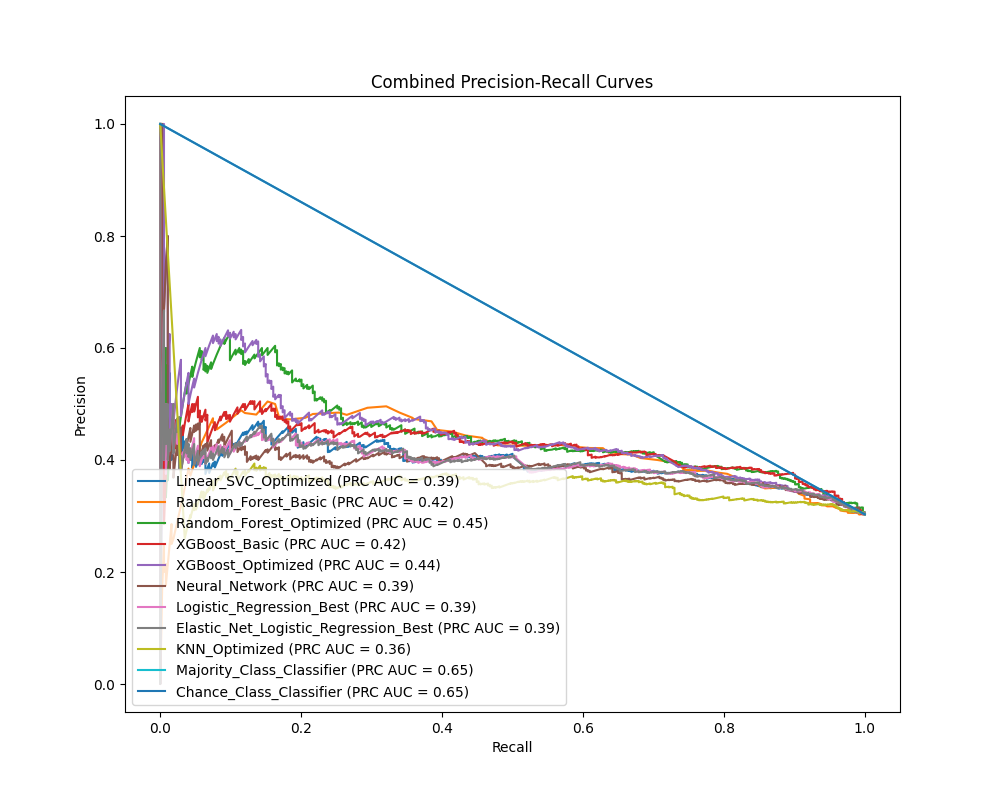 Combined Precision-Recall Curves
1.0
0.8
0.6
0.4
0.2
0.0
Precision
Linear_SVC_Optimized (PRC AUC = 0.39)
Random_Forest_Basic (PRC AUC = 0.42)
Random_Forest_Optimized (PRC AUC = 0.45)
XGBoost_Basic (PRC AUC = 0.42)
XGBoost_Optimized (PRC AUC = 0.44)
Neural_Network (PRC AUC = 0.39)
Logistic_Regression_Best (PRC AUC = 0.39)
Elastic_Net_Logistic_Regression_Best (PRC AUC = 0.39)
KNN_Optimized (PRC AUC = 0.36)
Majority_Class_Classifier (PRC AUC = 0.65)
Chance_Class_Classifier (PRC AUC = 0.65)
0.0 0.2 0.4 0.6 0.8 1.0
Recall